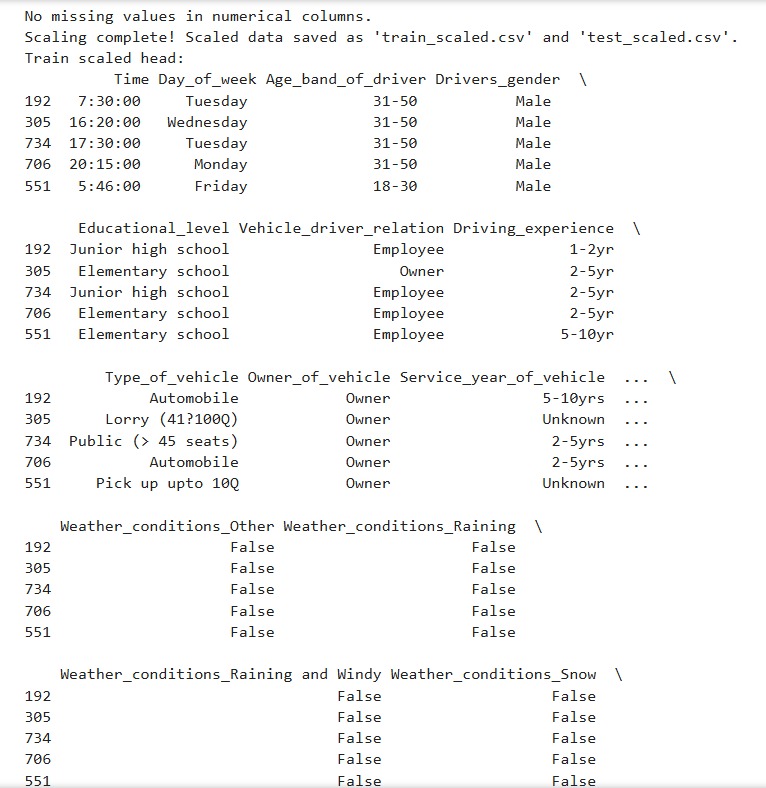 No missing values in numerical columns.
Scaling complete! Scaled data saved as 'train_scaled.csv' and 'test_scaled.csv'.
Train scaled head:
Time Day_of_week Age_band_of_driver Drivers_gender \
192 7:30:00 Tuesday 31-50 Male
305 16:20:00 Wednesday 31-50 Male
734 17:30:00 Tuesday 31-50 Male
706 20:15:00 Monday 31-50 Male
551 5:46:00 Friday 18-30 Male
Educational_level Vehicle_driver_relation Driving_experience \
192 Junior high school Employee 1-2yr
305 Elementary school Owner 2-5yr
734 Junior high school Employee 2-5yr
706 Elementary school Employee 2-5yr
551 Elementary school Employee 5-10yr
Type_of_vehicle Owner_of_vehicle Service_year_of_vehicle ... \
192 Automobile Owner 5-10yrs ...
305 Lorry (41?100Q) Owner Unknown ...
734 Public (> 45 seats) Owner 2-5yrs ...
706 Automobile Owner 2-5yrs ...
551 Pick up upto 10Q Owner Unknown ...
Weather_conditions_Other Weather_conditions_Raining \
192 False False
305 False False
734 False False
706 False False
551 False False
Weather_conditions_Raining and Windy Weather_conditions_Snow \
192 False False
305 False False
734 False False
706 False False
551 False False